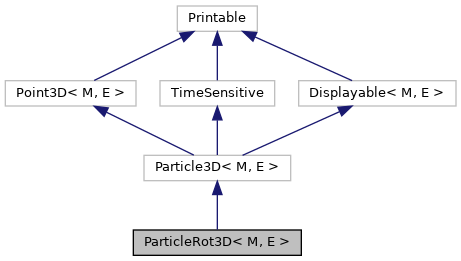 Printable
Point3D< M, E >
TimeSensitive
Displayable< M, E >
Particle3D< M, E >
ParticleRot3D< M, E >